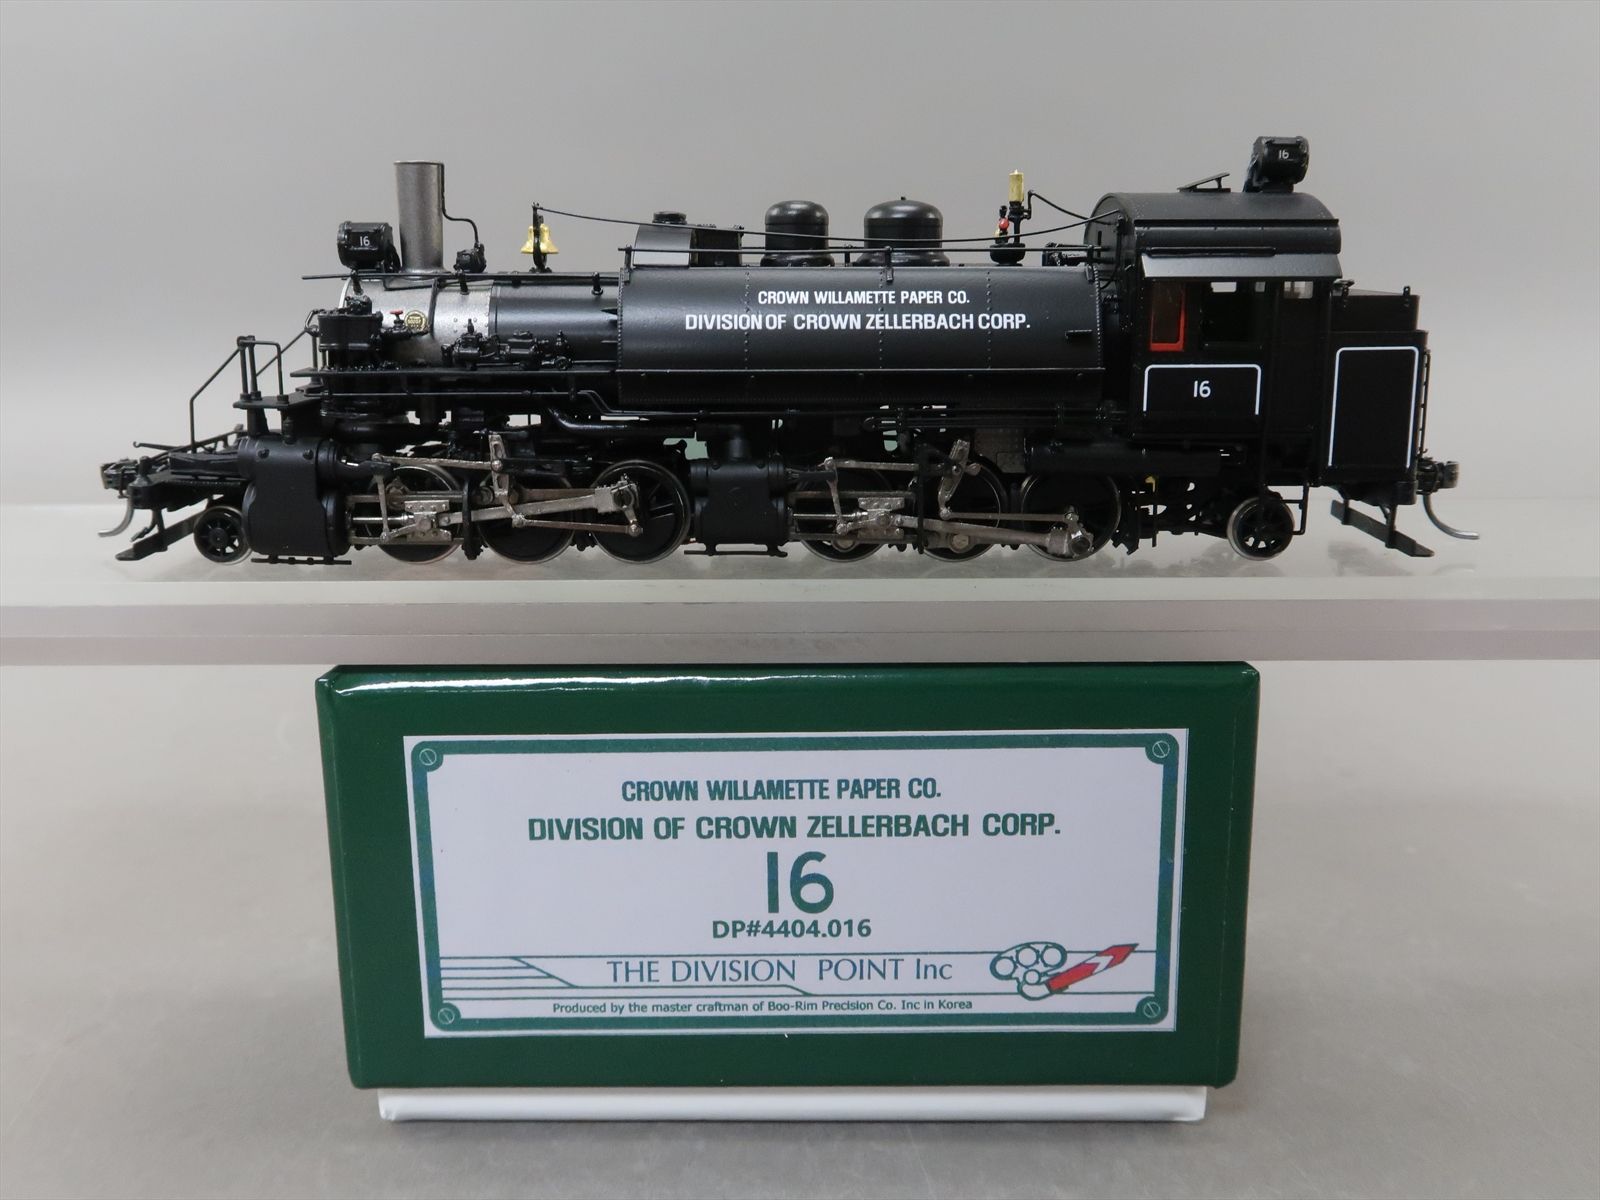 16
16
CROWN WILLAMETTE PAPER CO.
DIVISION OF CROWN ZELLERBACH CORP.
16
CROWN WILLAMETTE PAPER CO.
DIVISION OF CROWN ZELLERBACH CORP.
16
DP#4404.016
THE DIVISION POINT Inc
Produced by the master craftman of Boo-Rim Precision Co. Inc in Korea